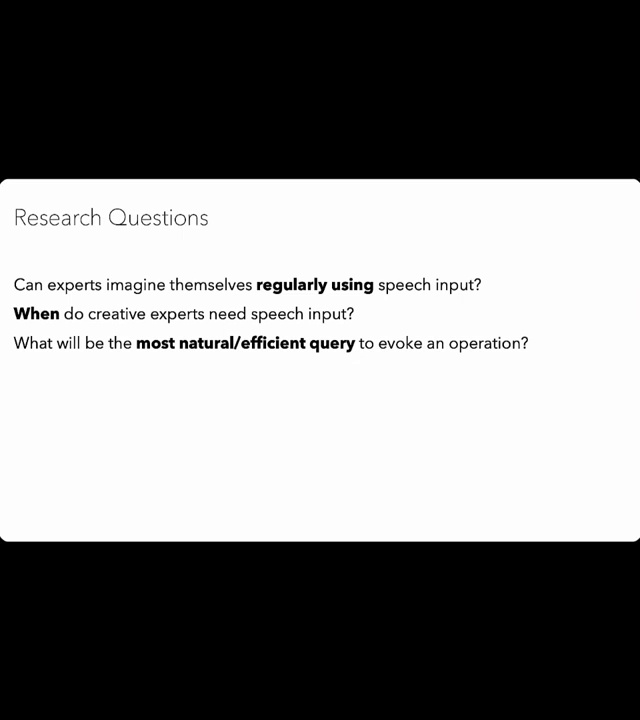 Research Questions
Can experts imagine themselves regularly using speech input?
When do creative experts need speech input?
What will be the most natural/efficient query to evoke an operation?